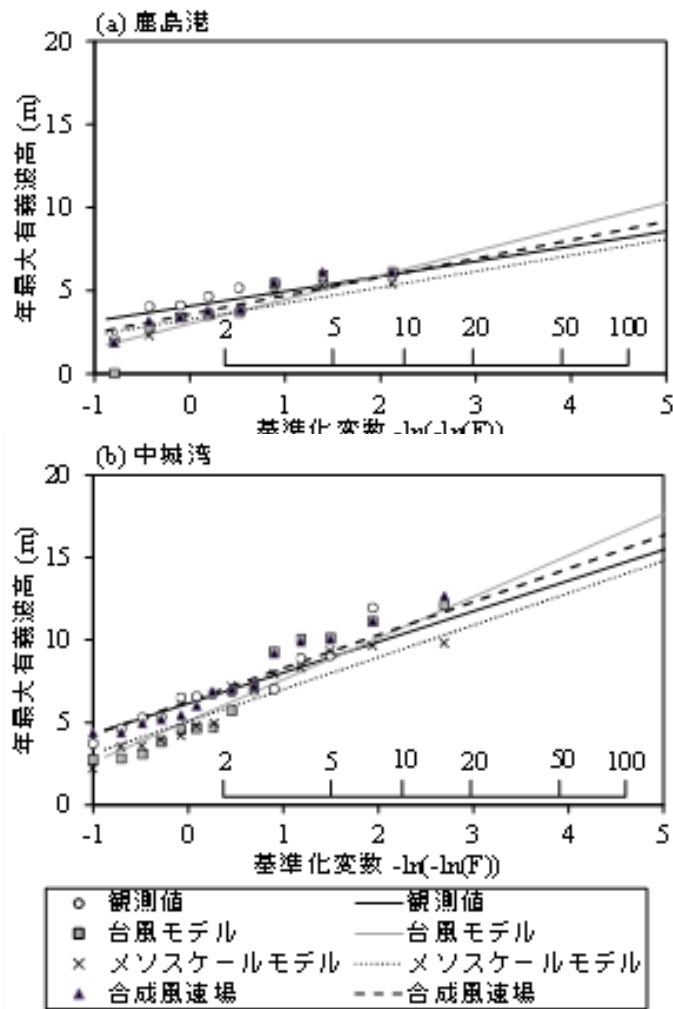 (a) 鹿島港
年最大有義波高 (m)
20
15
10
5
0
2 5 10 20 50 100
-1 0 1 2 3 4 5
基準化変数 -ln(-ln(F))
(b) 中城湾
年最大有義波高 (m)
20
15
10
5
0
2 5 10 20 50 100
-1 0 1 2 3 4 5
基準化変数 -ln(-ln(F))
観測値 観測値
台風モデル 台風モデル
メソスケールモデル メソスケールモデル
合成風速場 合成風速場